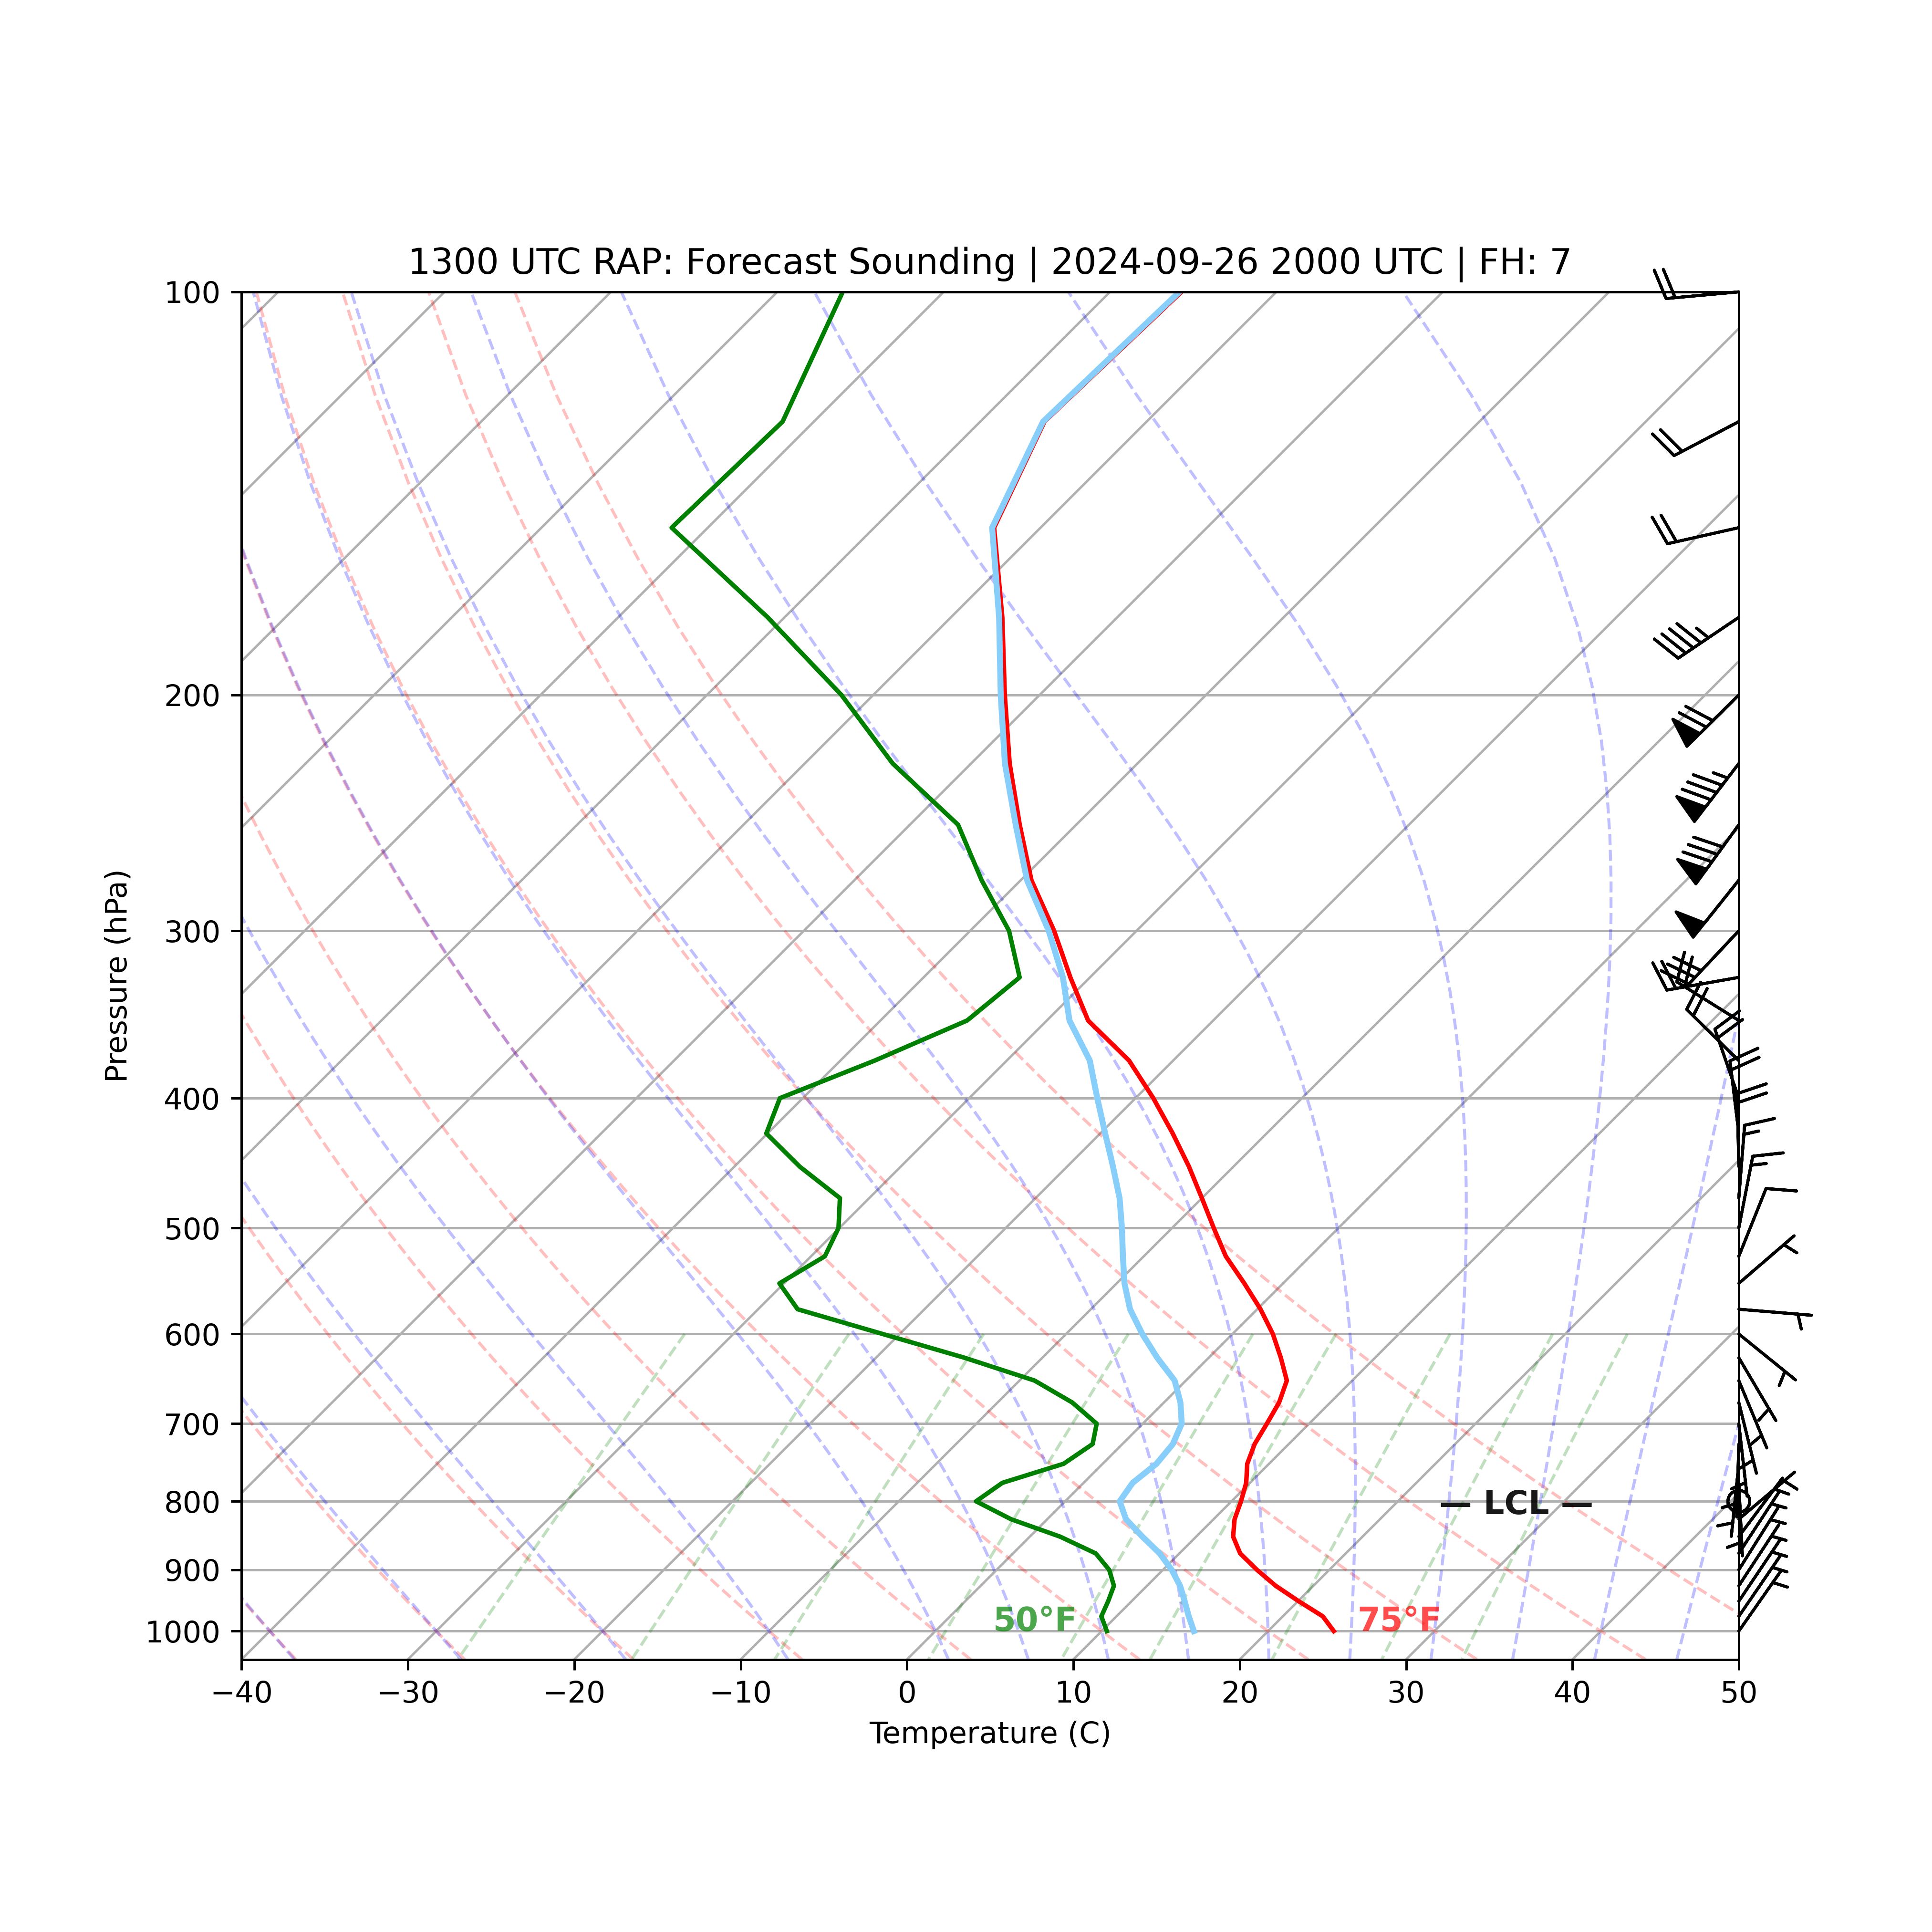 1300 UTC RAP: Forecast Sounding | 2024-09-26 2000 UTC | FH: 7
100
200
300
400
500
600
700
800
900
1000
Pressure (hPa)
— LCL —
50°F
75°F
−40 −30 −20 −10 0 10 20 30 40 50
Temperature (C)